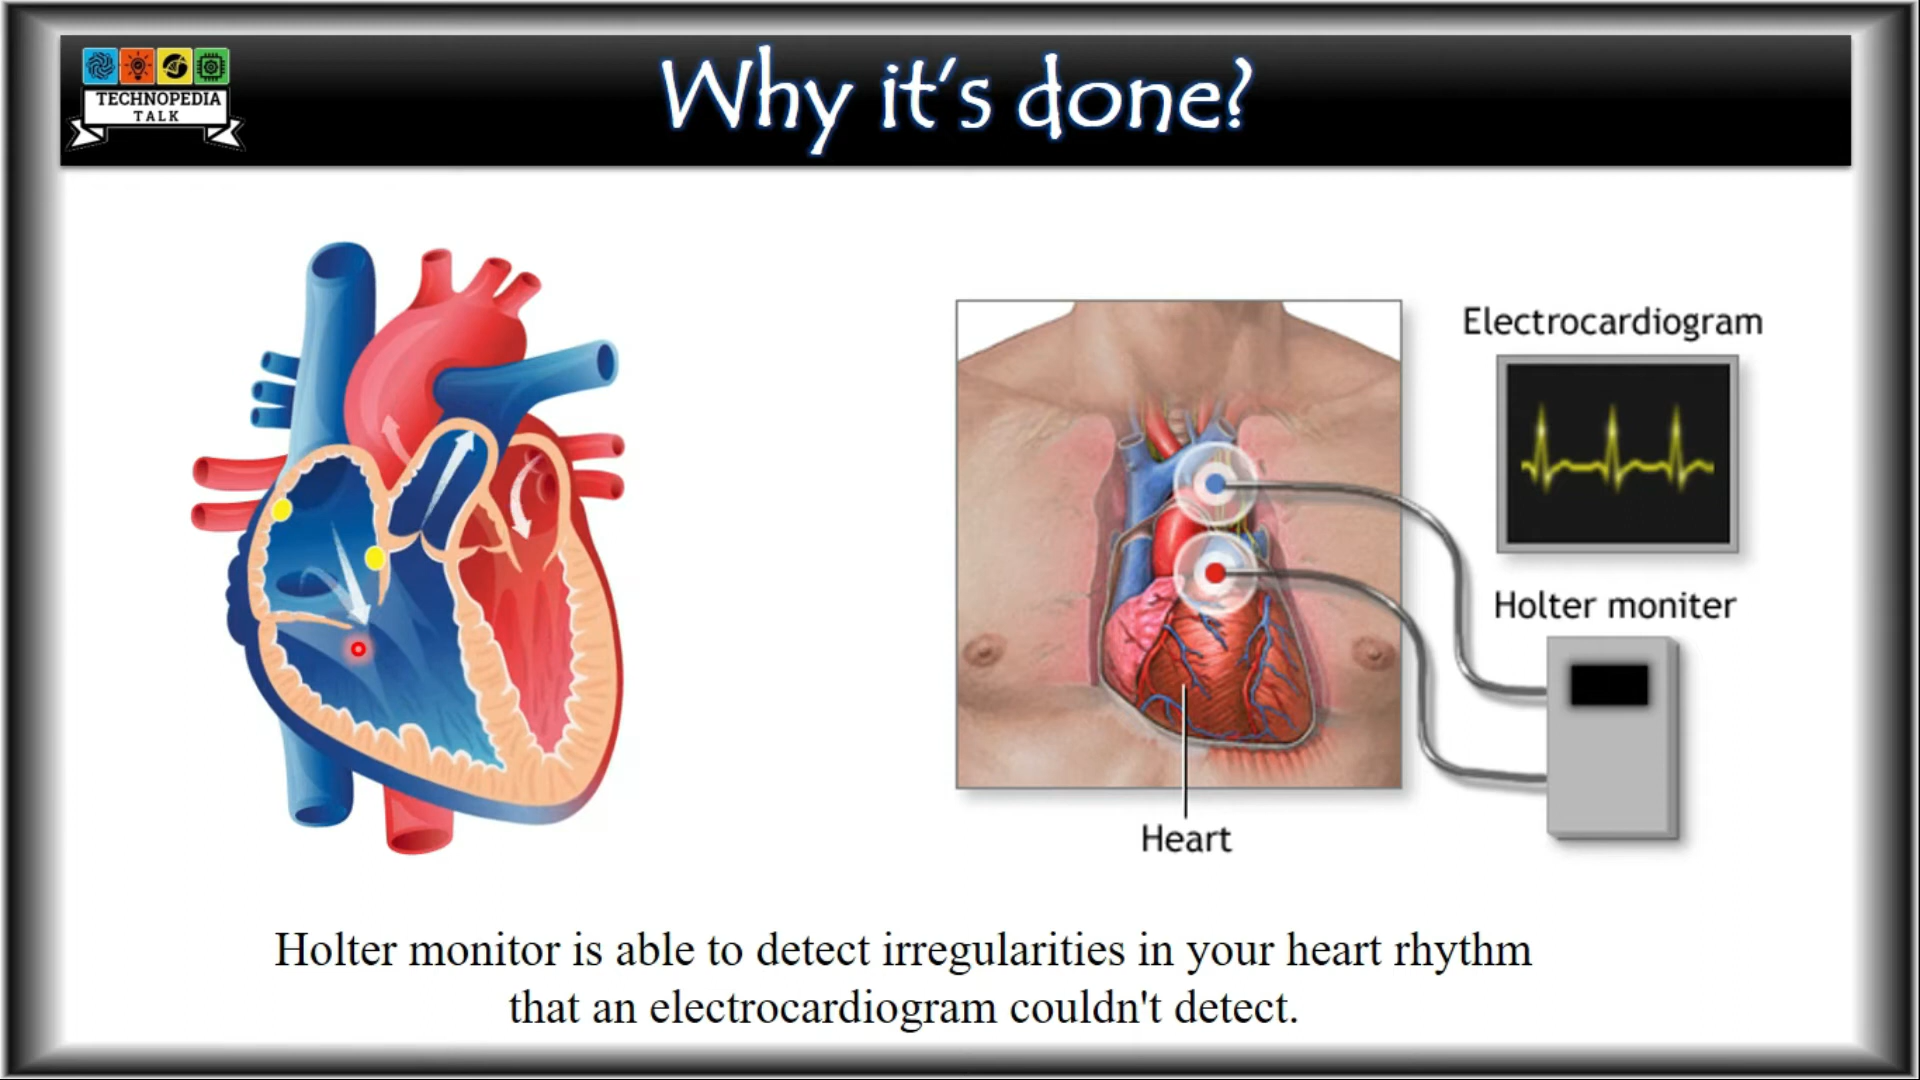 TECHNOPEDIA
TALK
Why it's done?
Electrocardiogram
Holter moniter
Heart
Holter monitor is able to detect irregularities in your heart rhythm
that an electrocardiogram couldn't detect.